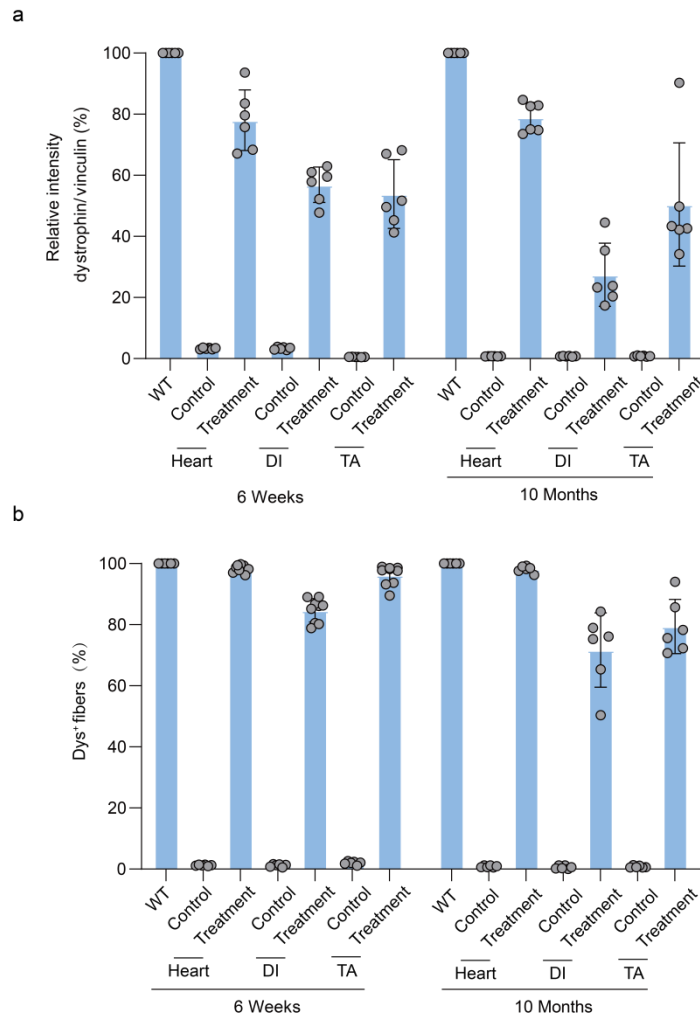 a
Relative intensity
dystrophin/vinculin (%)
100
80
60
40
20
0
WT Control Treatment Control Treatment Control Treatment WT Control Treatment Control Treatment Control Treatment
Heart DI TA Heart DI TA
6 Weeks 10 Months
b
Dys⁺ fibers (%)
100
80
60
40
20
0
WT Control Treatment Control Treatment Control Treatment WT Control Treatment Control Treatment Control Treatment
Heart DI TA Heart DI TA
6 Weeks 10 Months